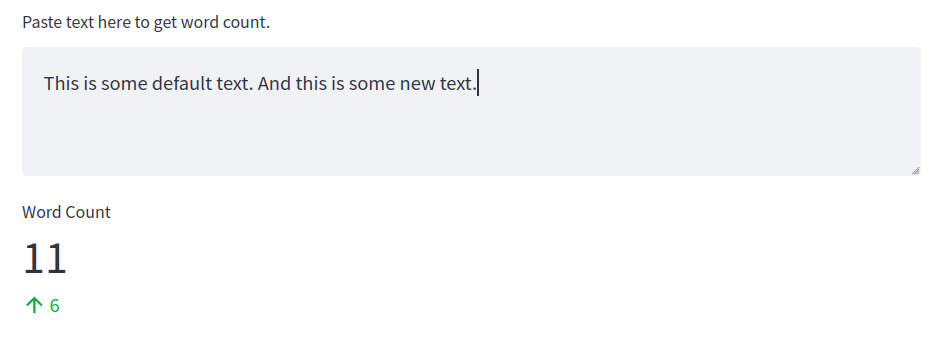 Paste text here to get word count.
This is some default text. And this is some new text.
Word Count
11
↑ 6